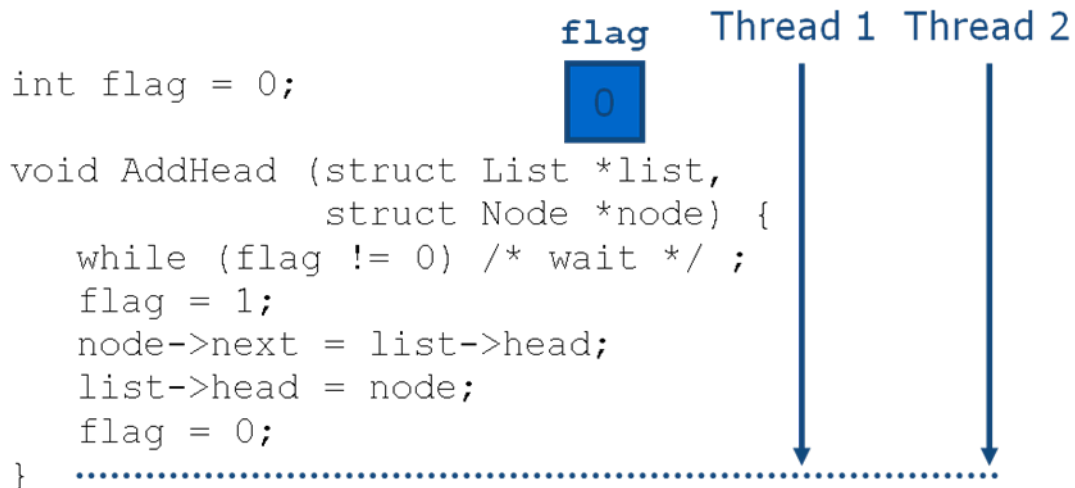 flag Thread 1 Thread 2
int flag = 0;
0
void AddHead (struct List *list,
struct Node *node) {
while (flag != 0) /* wait */ ;
flag = 1;
node->next = list->head;
list->head = node;
flag = 0;
}